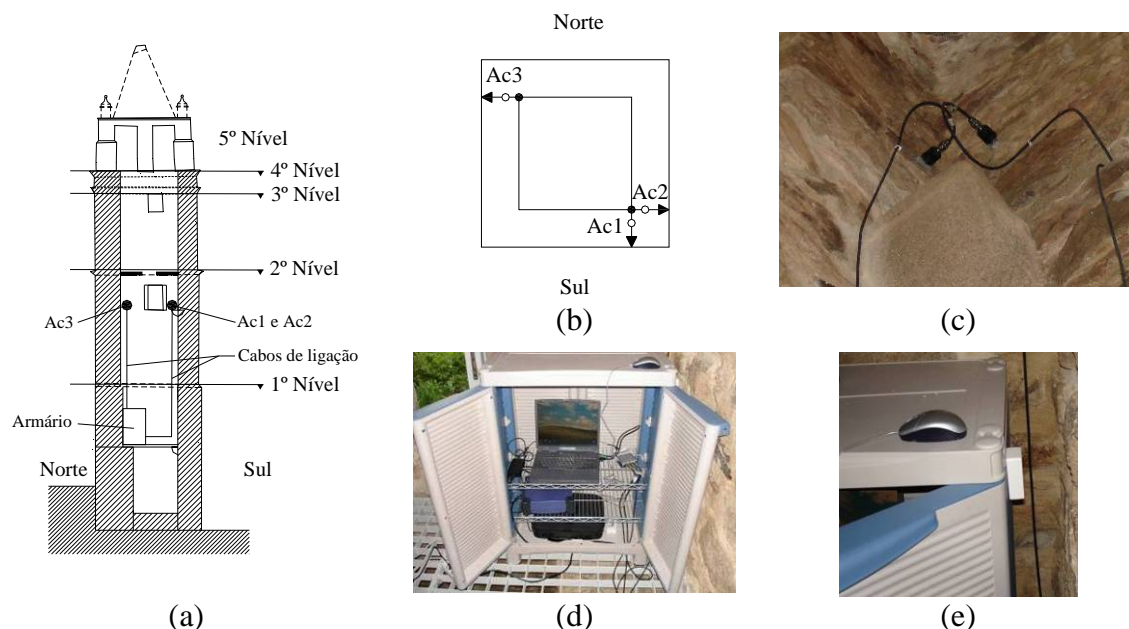 5º Nível
4º Nível
3º Nível
2º Nível
Ac3
Ac1 e Ac2
Cabos de ligação
1º Nível
Armário
Norte
Sul
(a)
Norte
Ac3
Ac2
Ac1
Sul
(b)
(c)
(d)
(e)